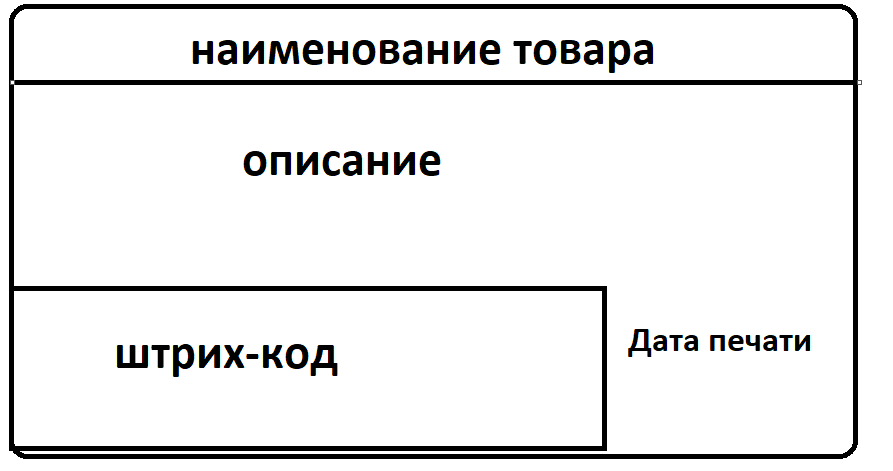 наименование товара
описание
штрих-код
Дата печати